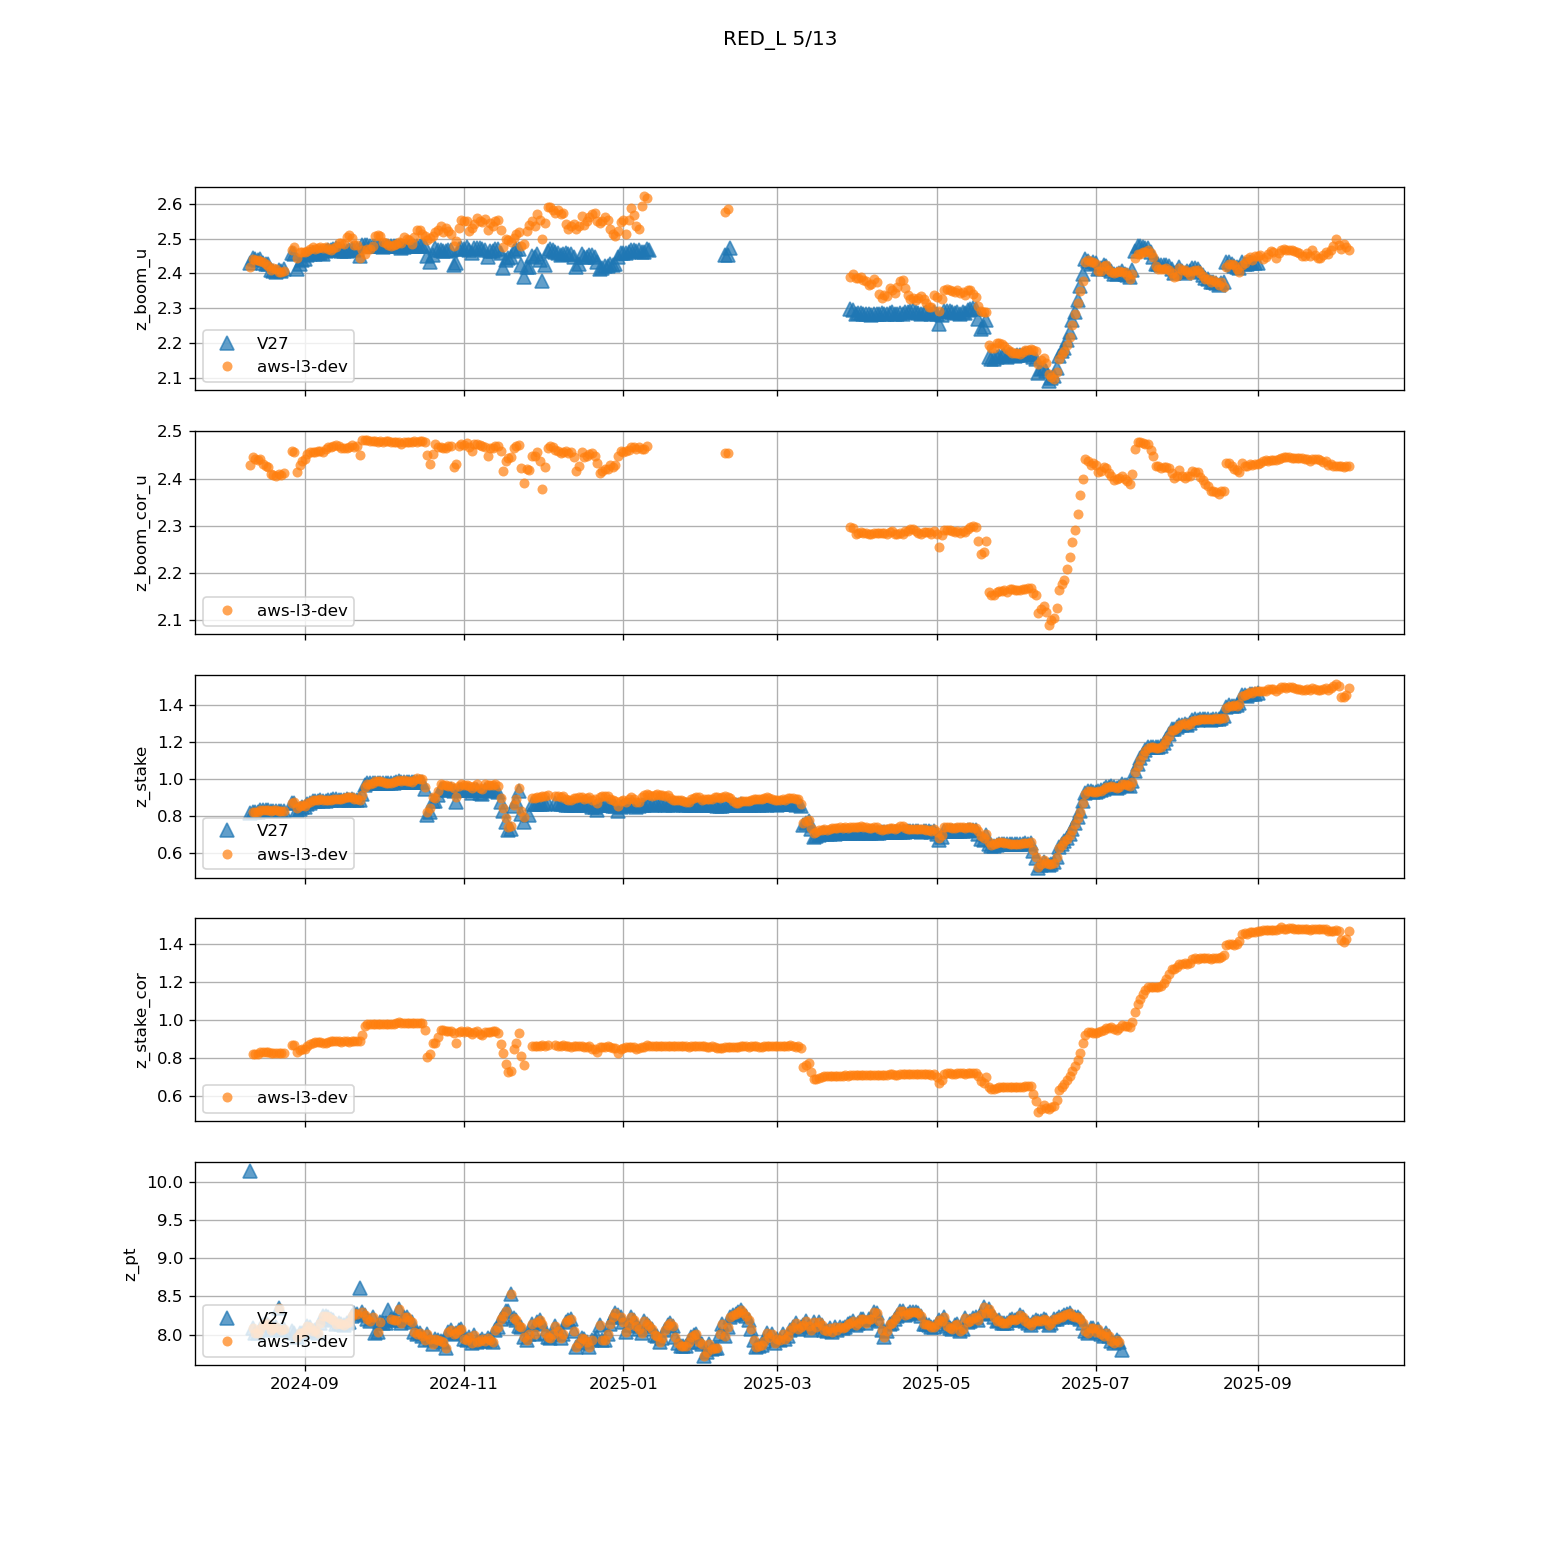 RED_L 5/13
z_boom_u
2.6
2.5
2.4
2.3
2.2
2.1
V27
aws-l3-dev
z_boom_cor_u
2.5
2.4
2.3
2.2
2.1
aws-l3-dev
z_stake
1.4
1.2
1.0
0.8
0.6
V27
aws-l3-dev
z_stake_cor
1.4
1.2
1.0
0.8
0.6
aws-l3-dev
z_pt
10.0
9.5
9.0
8.5
8.0
V27
aws-l3-dev
2024-09 2024-11 2025-01 2025-03 2025-05 2025-07 2025-09